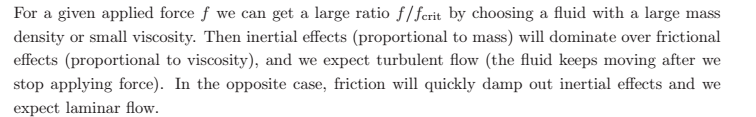 For a given applied force f we can get a large ratio f/f_crit by choosing a fluid with a large mass
density or small viscosity. Then inertial effects (proportional to mass) will dominate over frictional
effects (proportional to viscosity), and we expect turbulent flow (the fluid keeps moving after we
stop applying force). In the opposite case, friction will quickly damp out inertial effects and we
expect laminar flow.